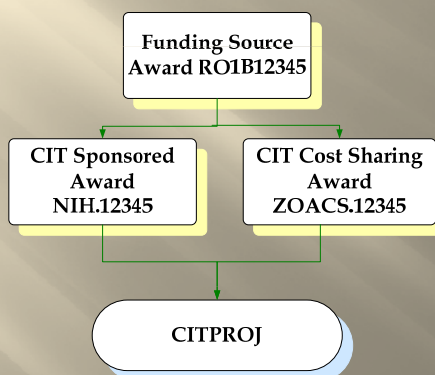 Funding Source
Award RO1B12345
CIT Sponsored
Award
NIH.12345
CIT Cost Sharing
Award
ZOACS.12345
CITPROJ